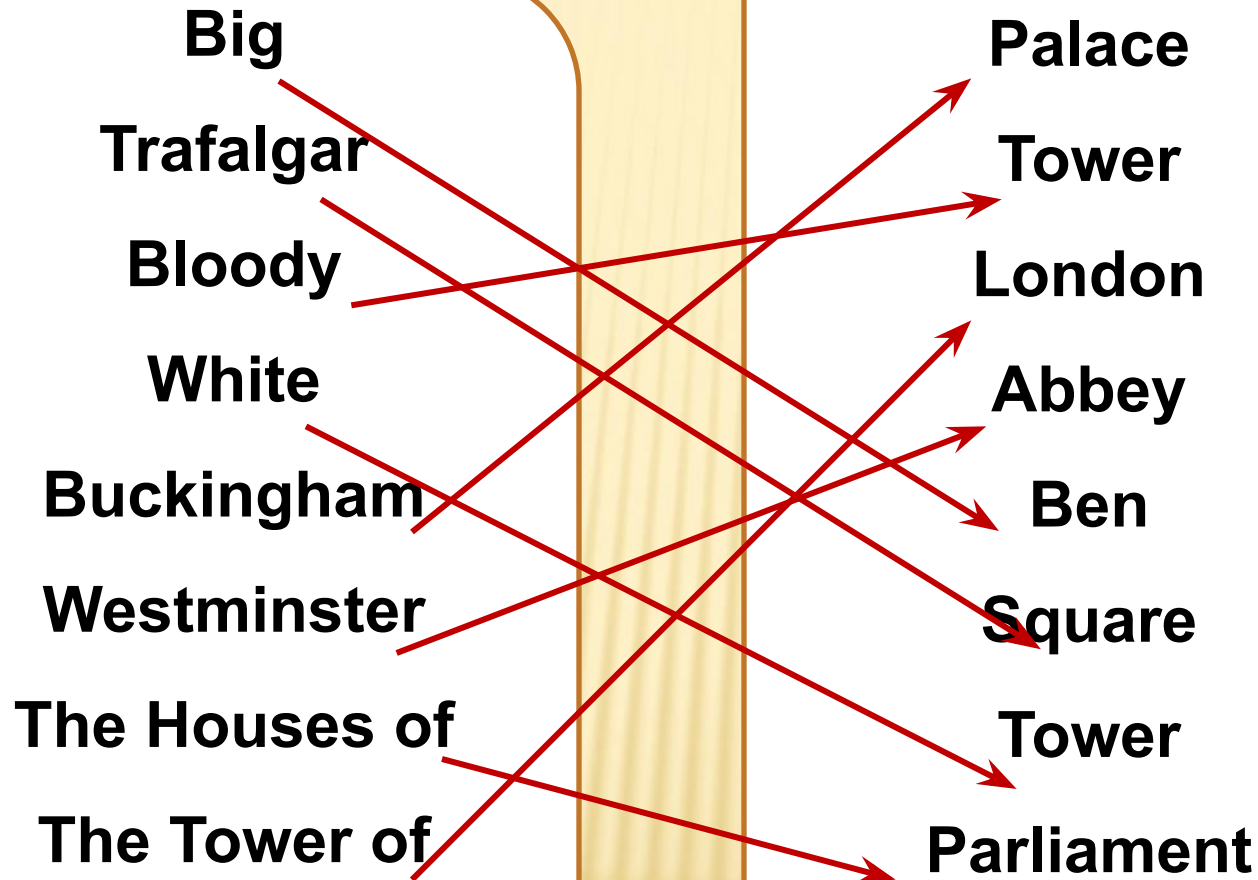 Big
Trafalgar
Bloody
White
Buckingham
Westminster
The Houses of
The Tower of
Palace
Tower
London
Abbey
Ben
Square
Tower
Parliament